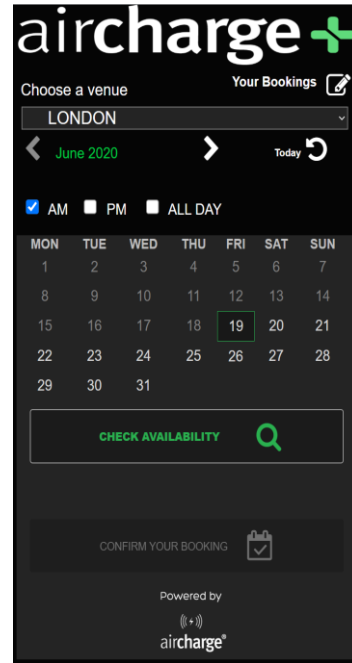 aircharge
Your Bookings
Choose a venue
LONDON
June 2020
Today
AM PM ALL DAY
MON TUE WED THU FRI SAT SUN
1 2 3 4 5 6 7
8 9 10 11 12 13 14
15 16 17 18 19 20 21
22 23 24 25 26 27 28
29 30 31
CHECK AVAILABILITY
CONFIRM YOUR BOOKING
Powered by
aircharge®